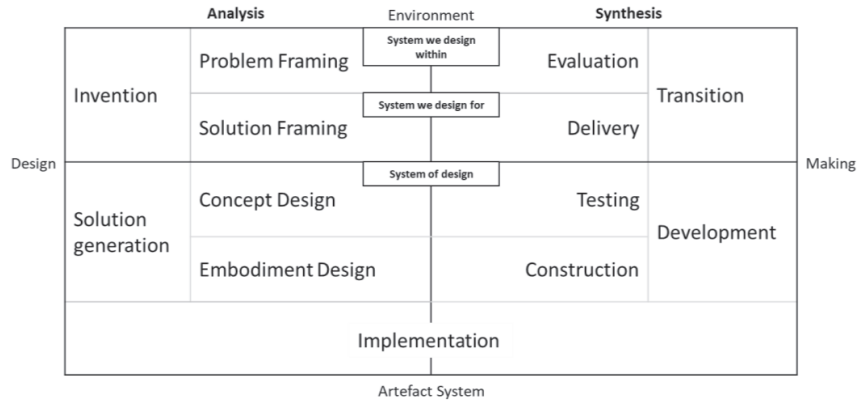 Analysis
Environment
Synthesis
System we design
within
Problem Framing
Evaluation
Invention
Transition
System we design for
Solution Framing
Delivery
Design
Making
System of design
Concept Design
Testing
Solution
generation
Development
Embodiment Design
Construction
Implementation
Artefact System